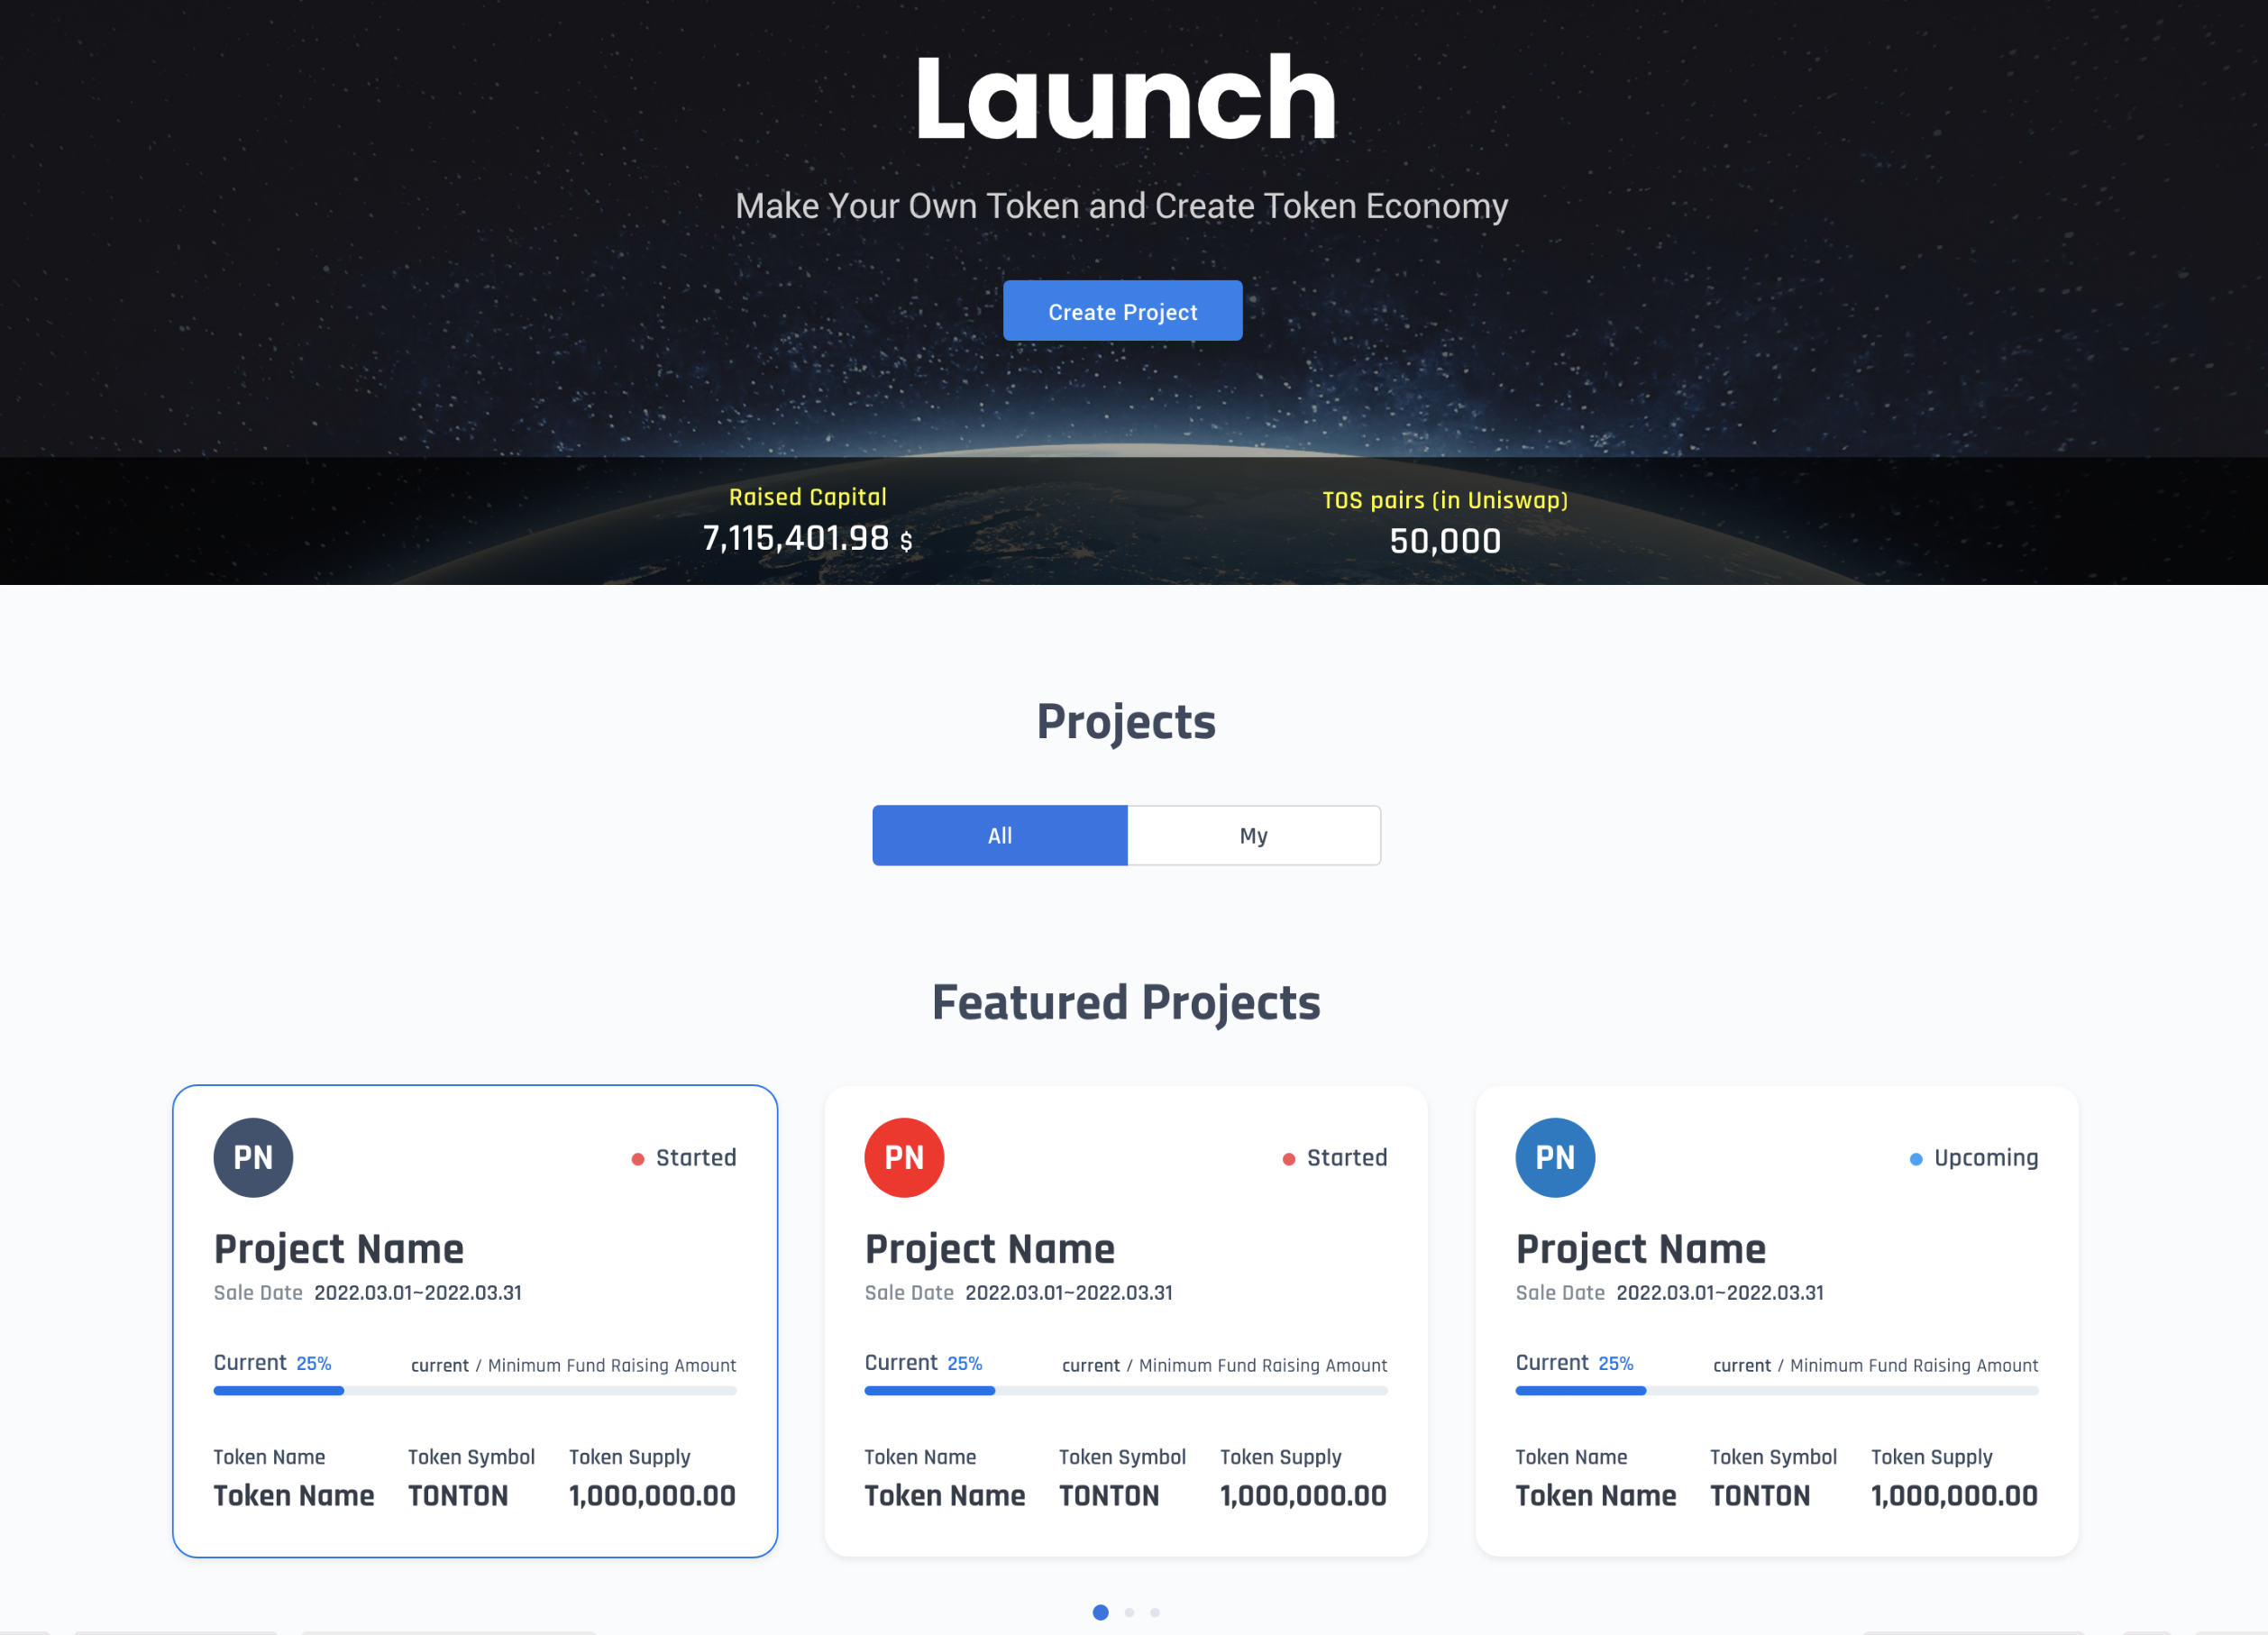 Launch
Make Your Own Token and Create Token Economy
Create Project
Raised Capital
7,115,401.98 $
TOS pairs (in Uniswap)
50,000
Projects
All
My
Featured Projects
PN
Started
Project Name
Sale Date 2022.03.01~2022.03.31
Current 25%
current / Minimum Fund Raising Amount
Token Name Token Symbol Token Supply
Token Name TONTON 1,000,000.00
PN
Started
Project Name
Sale Date 2022.03.01~2022.03.31
Current 25%
current / Minimum Fund Raising Amount
Token Name Token Symbol Token Supply
Token Name TONTON 1,000,000.00
PN
Upcoming
Project Name
Sale Date 2022.03.01~2022.03.31
Current 25%
current / Minimum Fund Raising Amount
Token Name Token Symbol Token Supply
Token Name TONTON 1,000,000.00